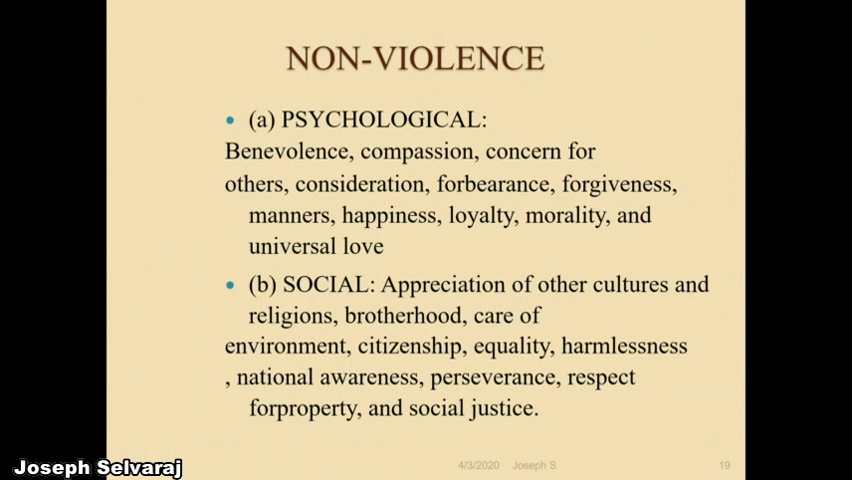 NON-VIOLENCE
• (a) PSYCHOLOGICAL:
Benevolence, compassion, concern for
others, consideration, forbearance, forgiveness,
manners, happiness, loyalty, morality, and
universal love
• (b) SOCIAL: Appreciation of other cultures and
religions, brotherhood, care of
environment, citizenship, equality, harmlessness
, national awareness, perseverance, respect
forproperty, and social justice.
4/3/2020 Joseph S 19
Joseph Selvaraj